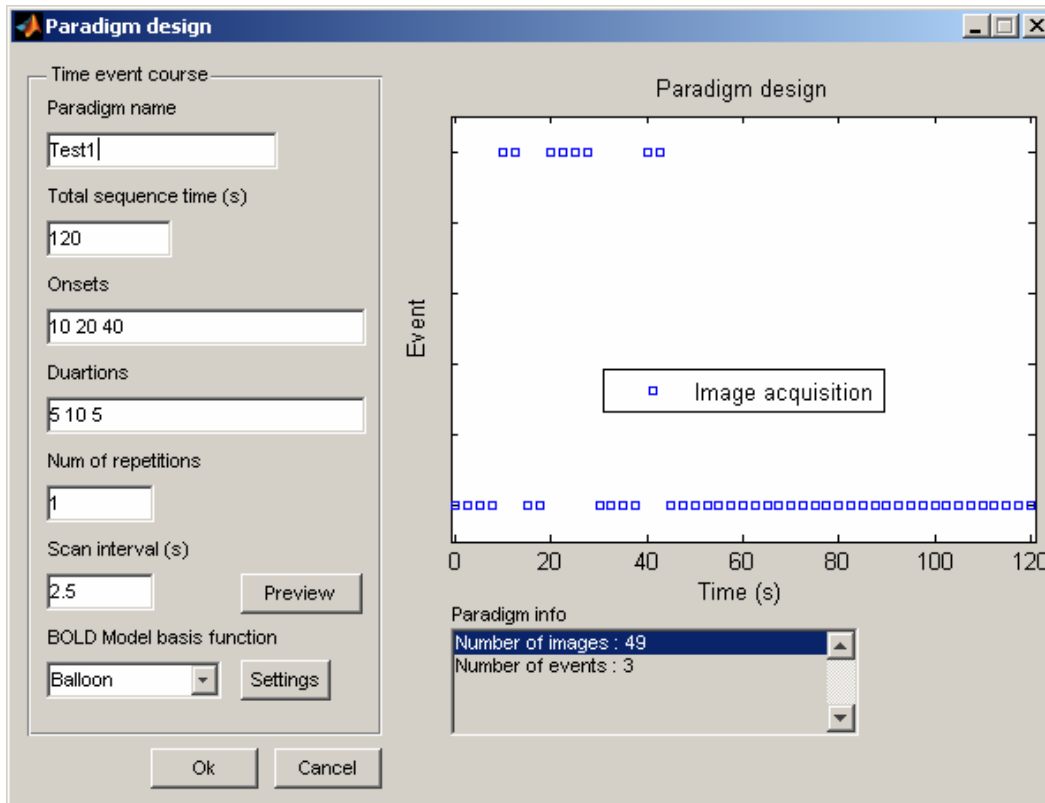 Paradigm design
Time event course
Paradigm name
Test1
Total sequence time (s)
120
Onsets
10 20 40
Duartions
5 10 5
Num of repetitions
1
Scan interval (s)
2.5
Preview
BOLD Model basis function
Balloon
Settings
Ok
Cancel
Paradigm design
Event
Image acquisition
0 20 40 60 80 100 120
Time (s)
Paradigm info
Number of images : 49
Number of events : 3